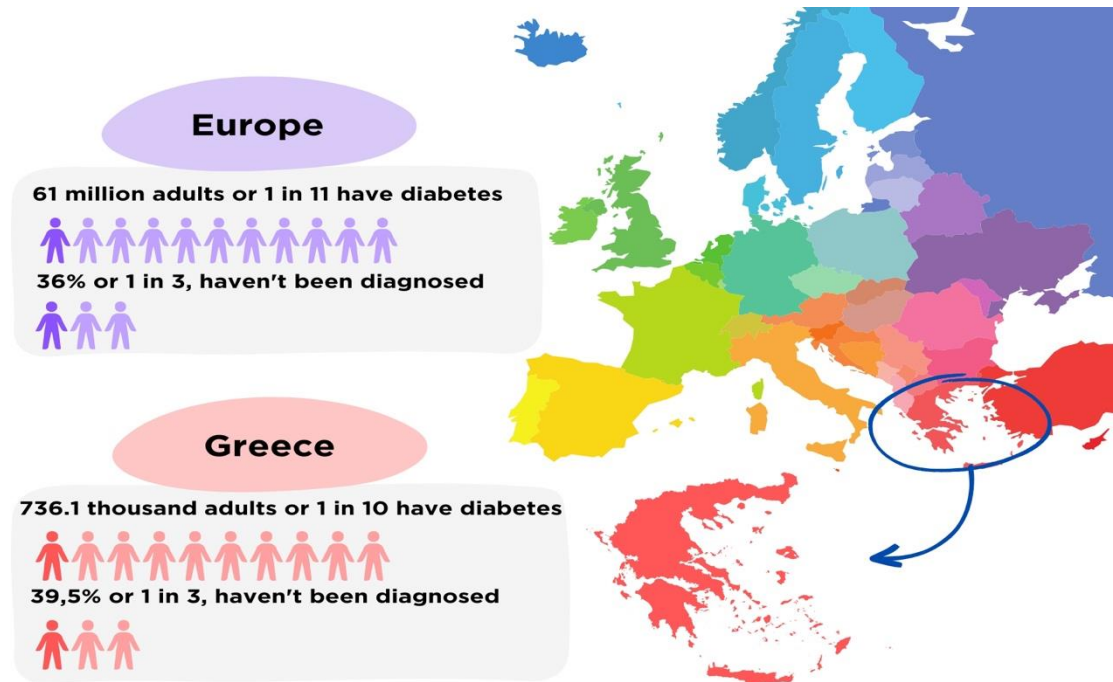 Europe
61 million adults or 1 in 11 have diabetes
36% or 1 in 3, haven't been diagnosed
Greece
736.1 thousand adults or 1 in 10 have diabetes
39,5% or 1 in 3, haven't been diagnosed